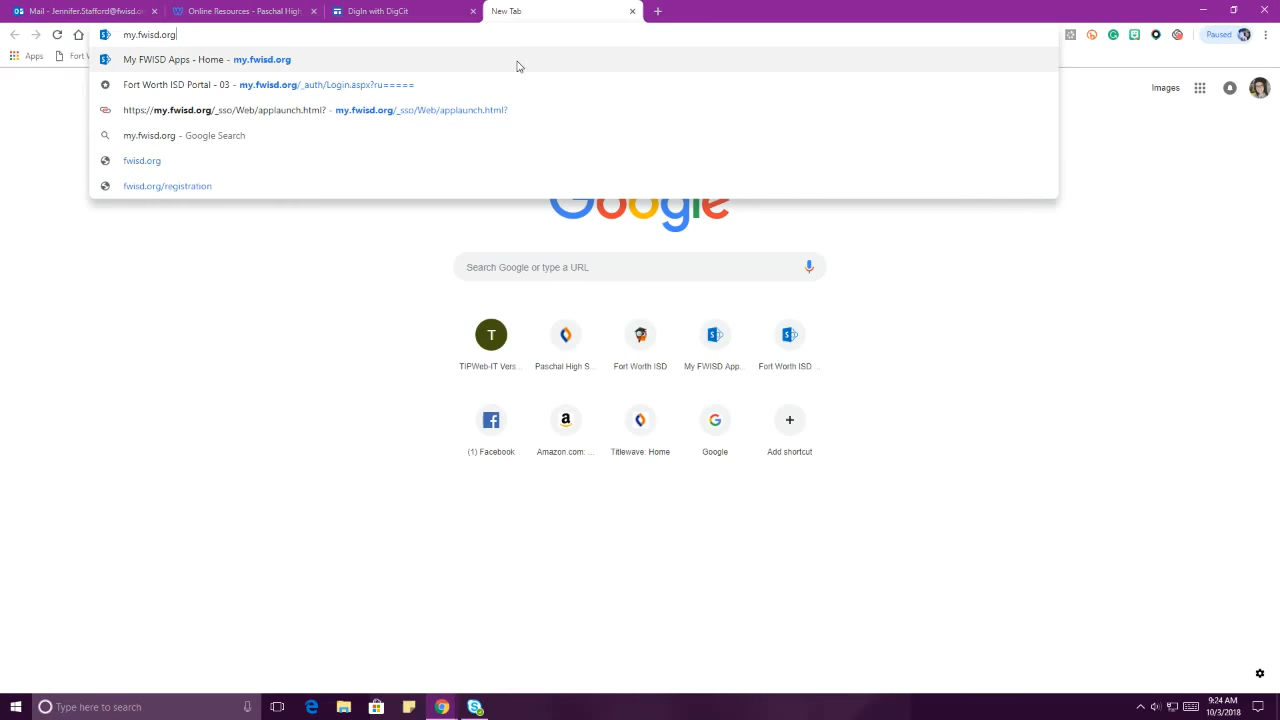 Mail - Jennifer.Stafford@fwisd.c
Online Resources - Paschal High
DigIn with DigCit
New Tab
my.fwisd.org
Paused
Apps
Fort
My FWISD Apps - Home - my.fwisd.org
Fort Worth ISD Portal - 03 - my.fwisd.org/_auth/Login.aspx?ru=====
https://my.fwisd.org/_sso/Web/applaunch.html? - my.fwisd.org/_sso/Web/applaunch.html?
my.fwisd.org - Google Search
fwisd.org
fwisd.org/registration
Images
Google
Search Google or type a URL
T
TIPWeb-IT Vers...
Paschal High S...
Fort Worth ISD
My FWISD App...
Fort Worth ISD ...
(1) Facebook
Amazon.com: ...
Titlewave: Home
Google
Add shortcut
Type here to search
9:24 AM
10/3/2018